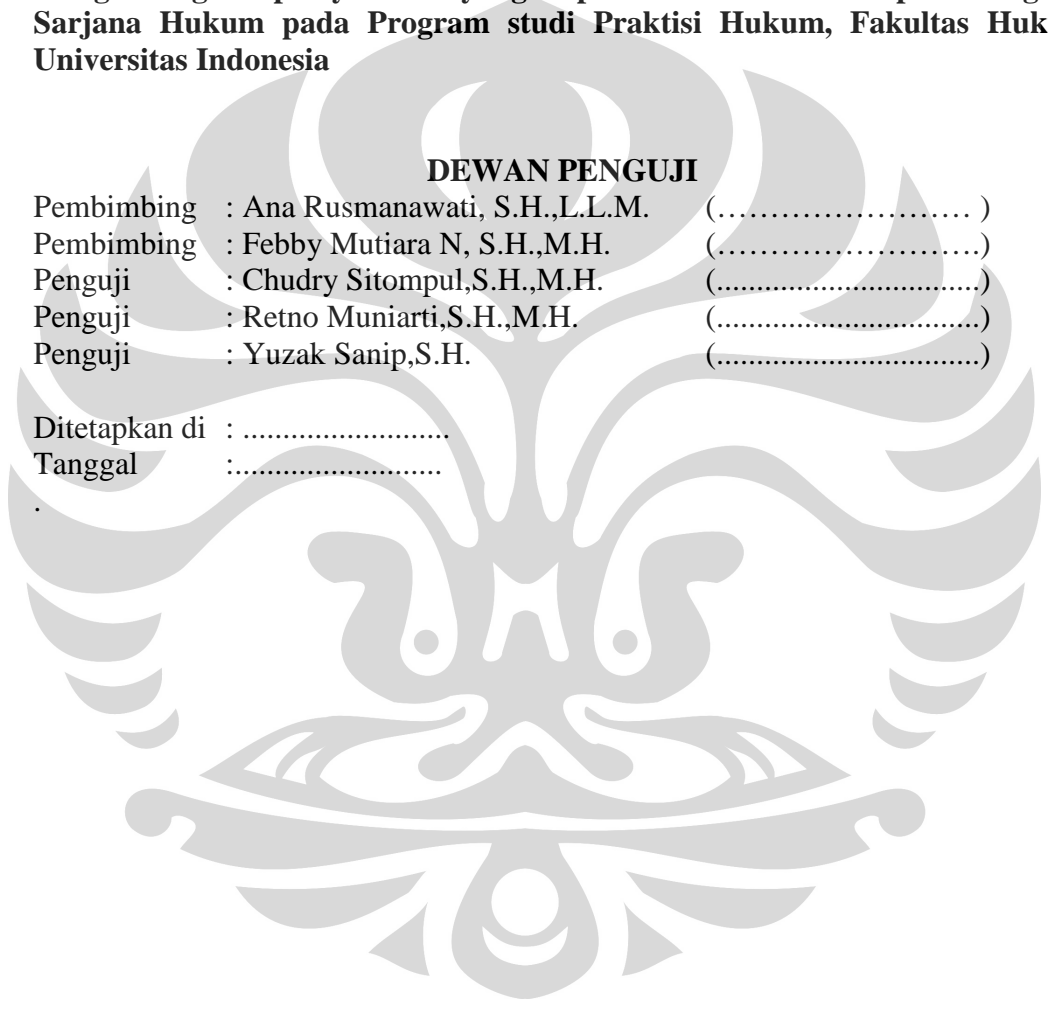 Sarjana Hukum pada Program studi Praktisi Hukum, Fakultas Huk
Universitas Indonesia
DEWAN PENGUJI
Pembimbing : Ana Rusmanawati, S.H.,L.L.M. (…………………… )
Pembimbing : Febby Mutiara N, S.H.,M.H. (…………………….)
Penguji : Chudry Sitompul,S.H.,M.H. (.................................)
Penguji : Retno Muniarti,S.H.,M.H. (.................................)
Penguji : Yuzak Sanip,S.H. (.................................)
Ditetapkan di : ..........................
Tanggal :..........................
.